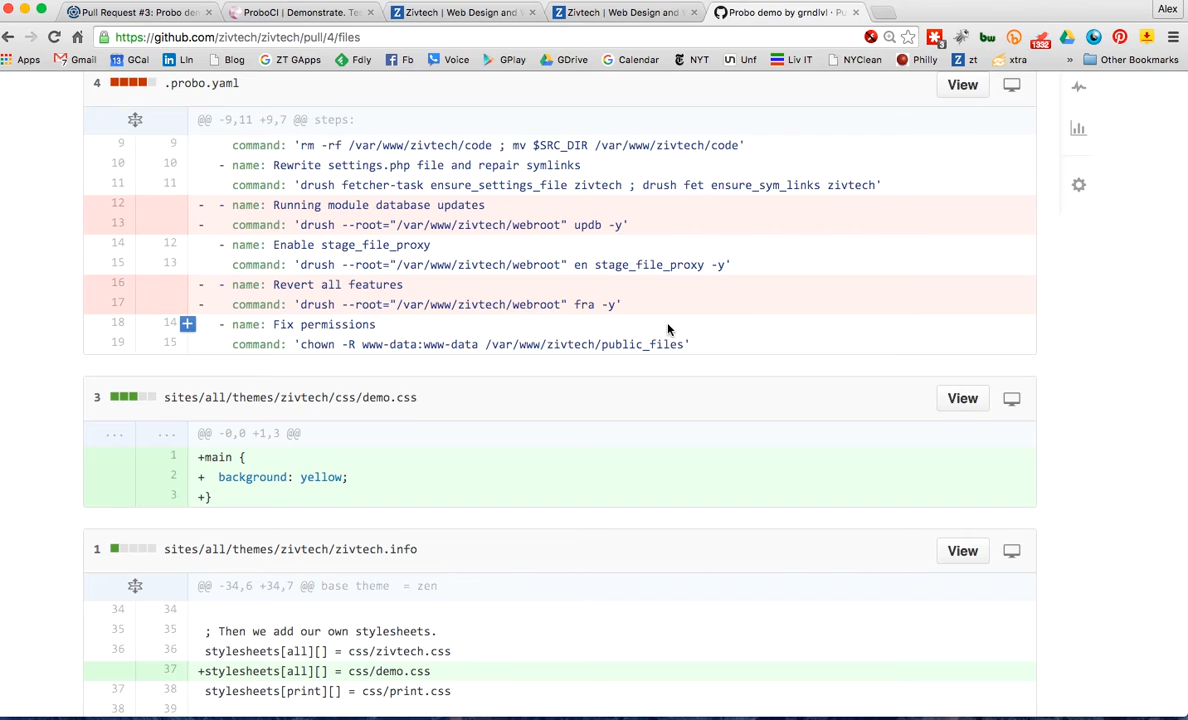 Pull Request #3: Probo dem
ProboCI | Demonstrate. Te
Zivtech | Web Design and
Zivtech | Web Design and
Probo demo by grndlvl · Pu
Alex
https://github.com/zivtech/zivtech/pull/4/files
3
bw
1332
Apps
Gmail
13 GCal
LIn
Blog
ZT GApps
Fdly
Fb
Voice
GPlay
GDrive
Calendar
NYT
Unf
Liv IT
NYClean
Philly
zt
xtra
»
Other Bookmarks
4 .probo.yaml View
@@ -9,11 +9,7 @@ steps:
9 9 command: 'rm -rf /var/www/zivtech/code ; mv $SRC_DIR /var/www/zivtech/code'
10 10 - name: Rewrite settings.php file and repair symlinks
11 11 command: 'drush fetcher-task ensure_settings_file zivtech ; drush fet ensure_sym_links zivtech'
12 - - name: Running module database updates
13 - command: 'drush --root="/var/www/zivtech/webroot" updb -y'
14 12 - name: Enable stage_file_proxy
15 13 command: 'drush --root="/var/www/zivtech/webroot" en stage_file_proxy -y'
16 - - name: Revert all features
17 - command: 'drush --root="/var/www/zivtech/webroot" fra -y'
18 14 + - name: Fix permissions
19 15 command: 'chown -R www-data:www-data /var/www/zivtech/public_files'
3 sites/all/themes/zivtech/css/demo.css View
... ... @@ -0,0 +1,3 @@
1 +main {
2 + background: yellow;
3 +}
1 sites/all/themes/zivtech/zivtech.info View
@@ -34,6 +34,7 @@ base theme = zen
34 34
35 35 ; Then we add our own stylesheets.
36 36 stylesheets[all][] = css/zivtech.css
37 +stylesheets[all][] = css/demo.css
37 38 stylesheets[print][] = css/print.css
38 39